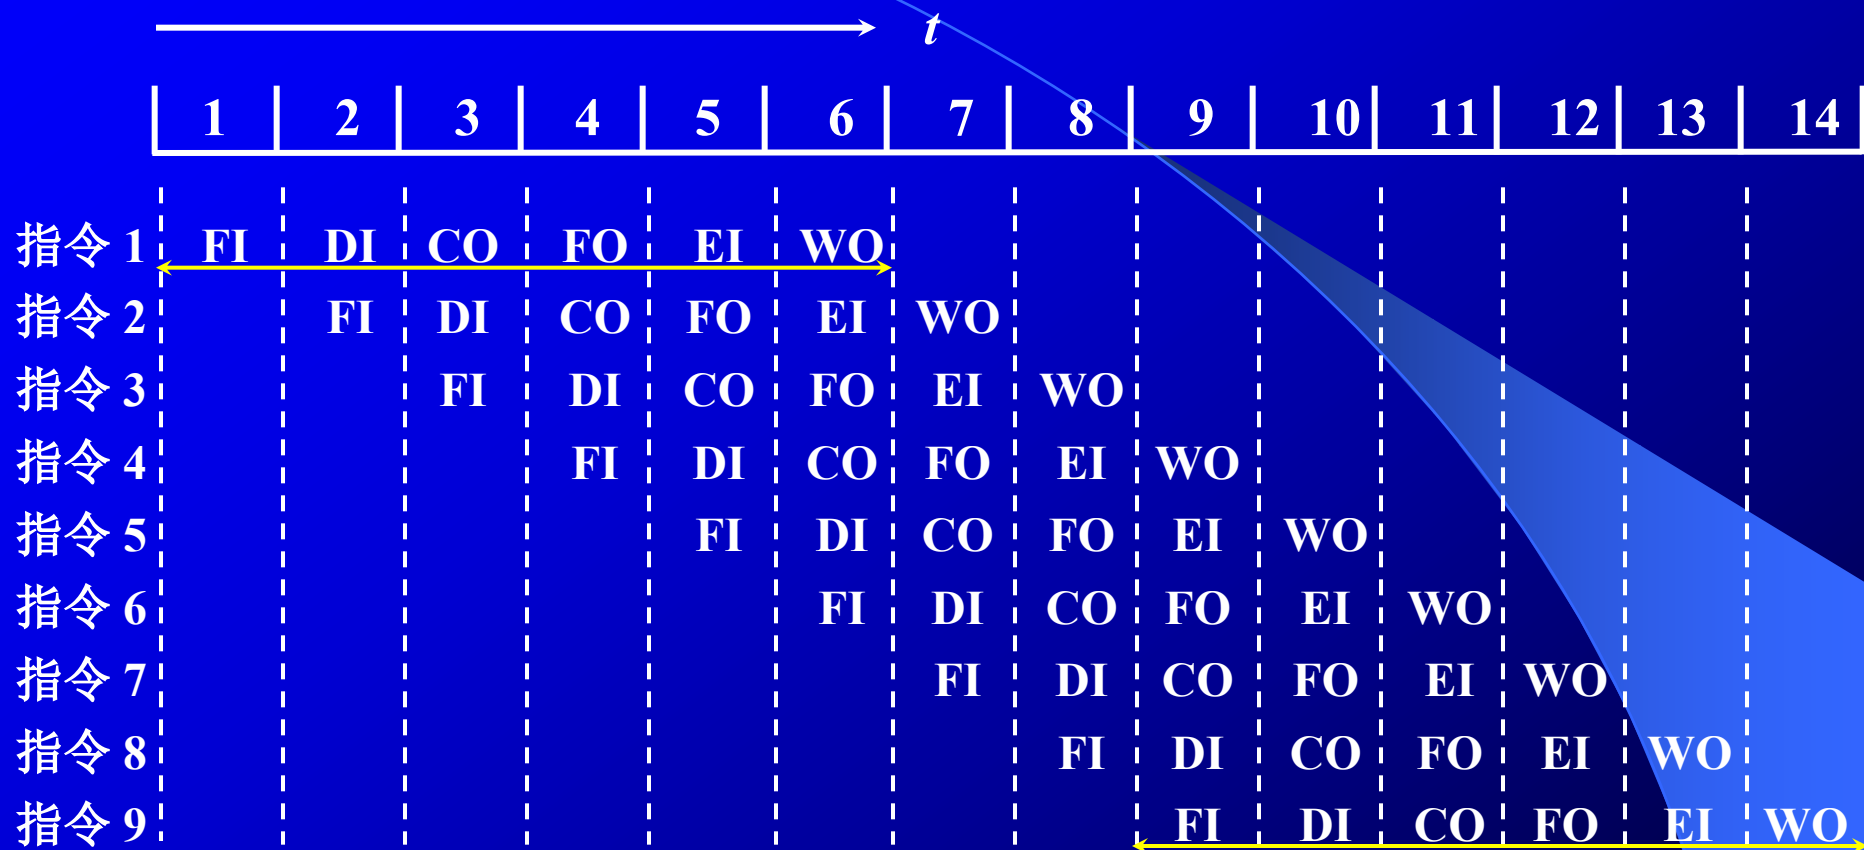 t
1 2 3 4 5 6 7 8 9 10 11 12 13 14
指令 1 FI DI CO FO EI WO
指令 2 FI DI CO FO EI WO
指令 3 FI DI CO FO EI WO
指令 4 FI DI CO FO EI WO
指令 5 FI DI CO FO EI WO
指令 6 FI DI CO FO EI WO
指令 7 FI DI CO FO EI WO
指令 8 FI DI CO FO EI WO
指令 9 FI DI CO FO EI WO